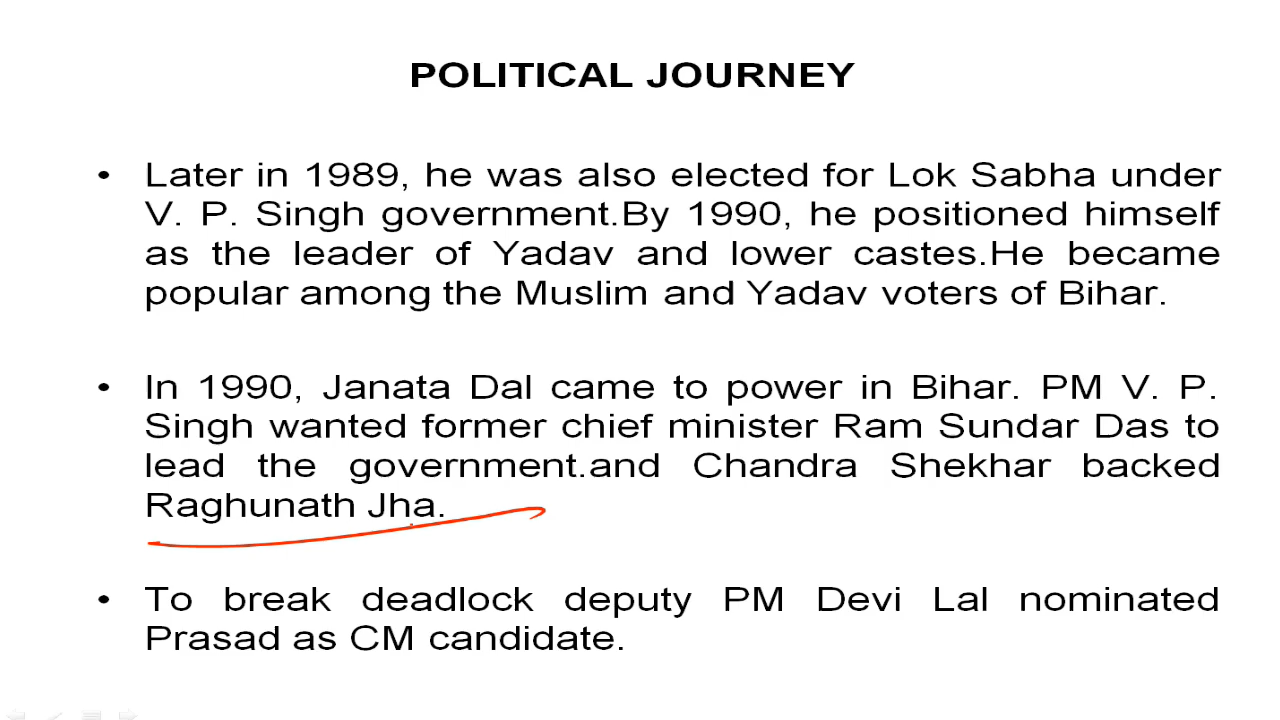 POLITICAL JOURNEY
• Later in 1989, he was also elected for Lok Sabha under
V. P. Singh government.By 1990, he positioned himself
as the leader of Yadav and lower castes.He became
popular among the Muslim and Yadav voters of Bihar.
• In 1990, Janata Dal came to power in Bihar. PM V. P.
Singh wanted former chief minister Ram Sundar Das to
lead the government.and Chandra Shekhar backed
Raghunath Jha.
• To break deadlock deputy PM Devi Lal nominated
Prasad as CM candidate.